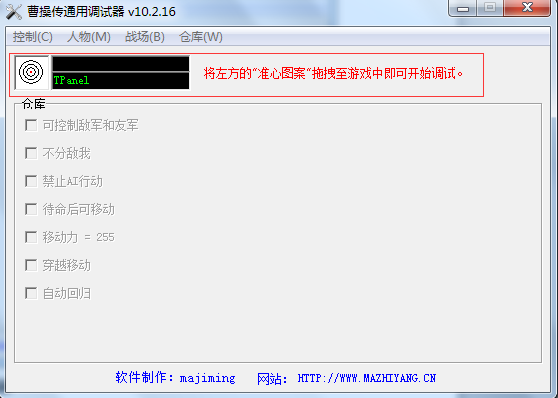 曹操传通用调试器 v10.2.16
控制(C) 人物(M) 战场(B) 仓库(W)
TPanel
将左方的"准心图案"拖拽至游戏中即可开始调试。
仓库
可控制敌军和友军
不分敌我
禁止AI行动
待命后可移动
移动力 = 255
穿越移动
自动回归
软件制作：majiming 网站： HTTP://WWW.MAZHIYANG.CN